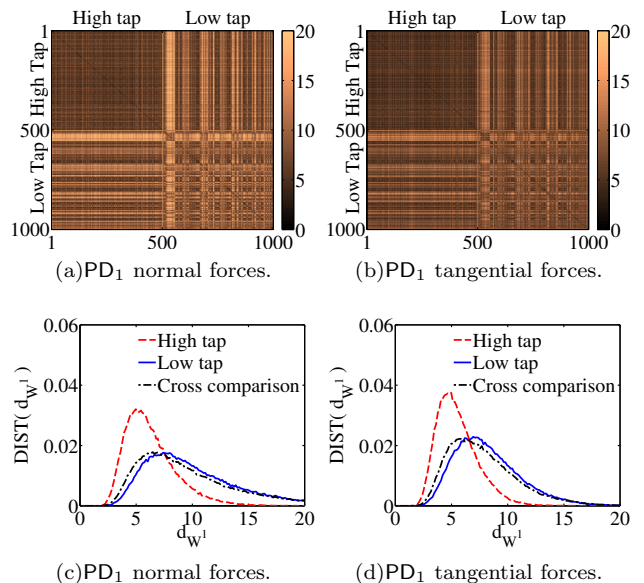 High tap Low tap
1
High Tap
500
Low Tap
1000
1 500 1000
20
15
10
5
0
(a)PD1 normal forces.
High tap Low tap
1
High Tap
500
Low Tap
1000
1 500 1000
20
15
10
5
0
(b)PD1 tangential forces.
0.06
0.04
0.02
0
DIST( dW1)
High tap
Low tap
Cross comparison
0 5 10 15 20
dW1
(c)PD1 normal forces.
0.06
0.04
0.02
0
DIST( dW1)
High tap
Low tap
Cross comparison
0 5 10 15 20
dW1
(d)PD1 tangential forces.